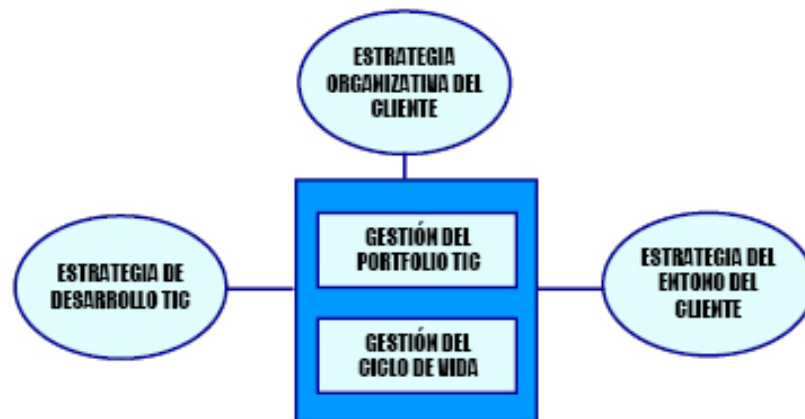 ESTRATEGIA
ORGANIZATIVA DEL
CLIENTE
GESTIÓN DEL
PORTFOLIO TIC
ESTRATEGIA DE
DESARROLLO TIC
ESTRATEGIA DEL
ENTONO DEL
CLIENTE
GESTIÓN DEL
CICLO DE VIDA